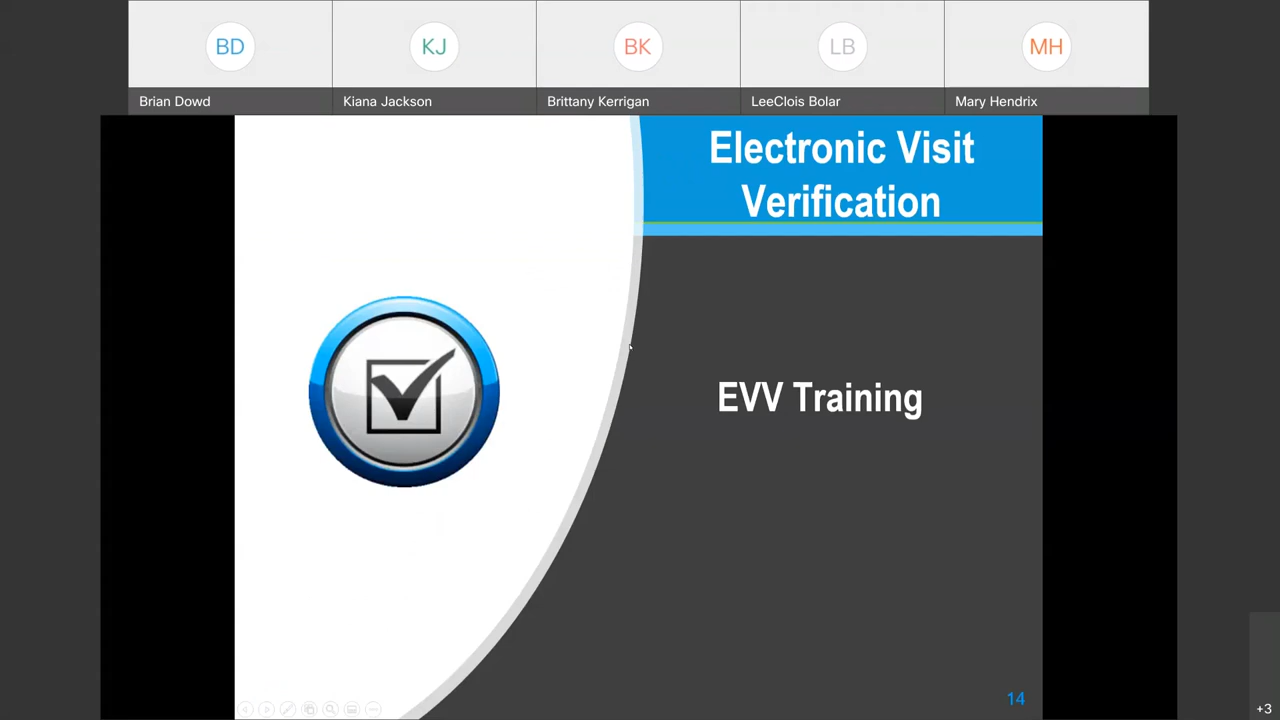 BD
KJ
BK
LB
MH
Brian Dowd
Kiana Jackson
Brittany Kerrigan
LeeClois Bolar
Mary Hendrix
Electronic Visit
Verification
EVV Training
14
+3